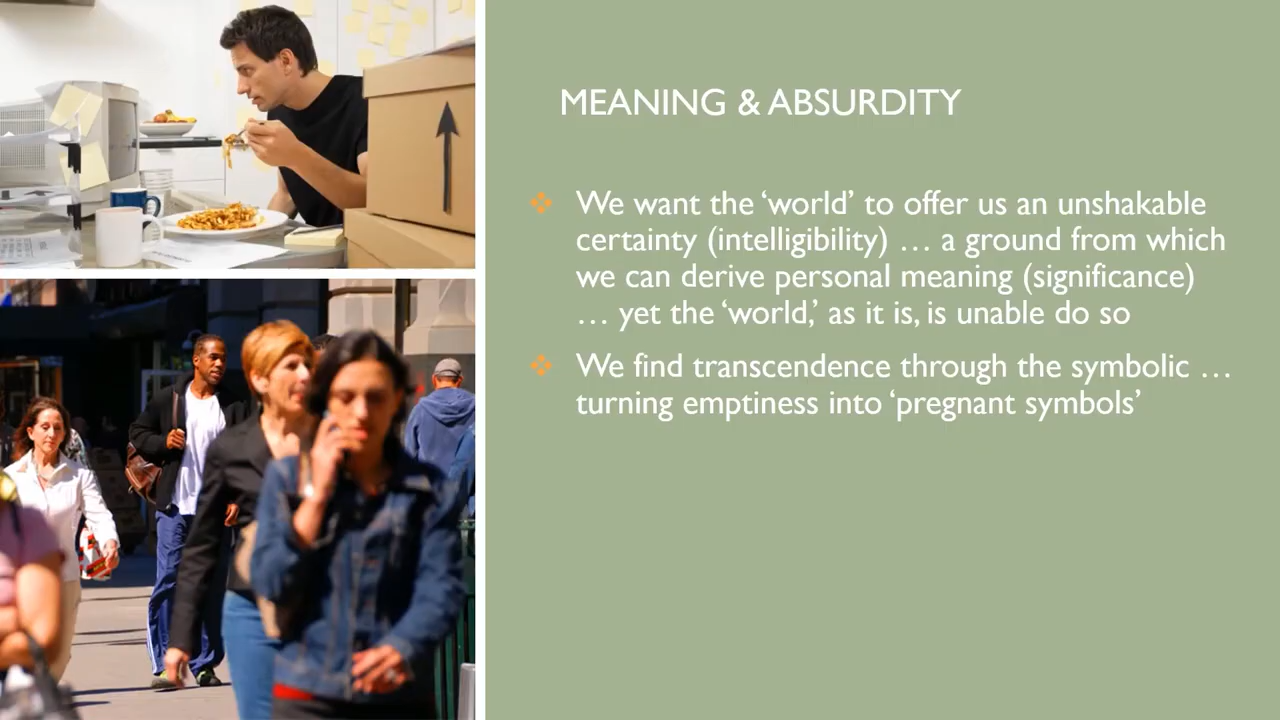 MEANING & ABSURDITY
We want the ‘world’ to offer us an unshakable
certainty (intelligibility) … a ground from which
we can derive personal meaning (significance)
… yet the ‘world,’ as it is, is unable do so
We find transcendence through the symbolic …
turning emptiness into ‘pregnant symbols’